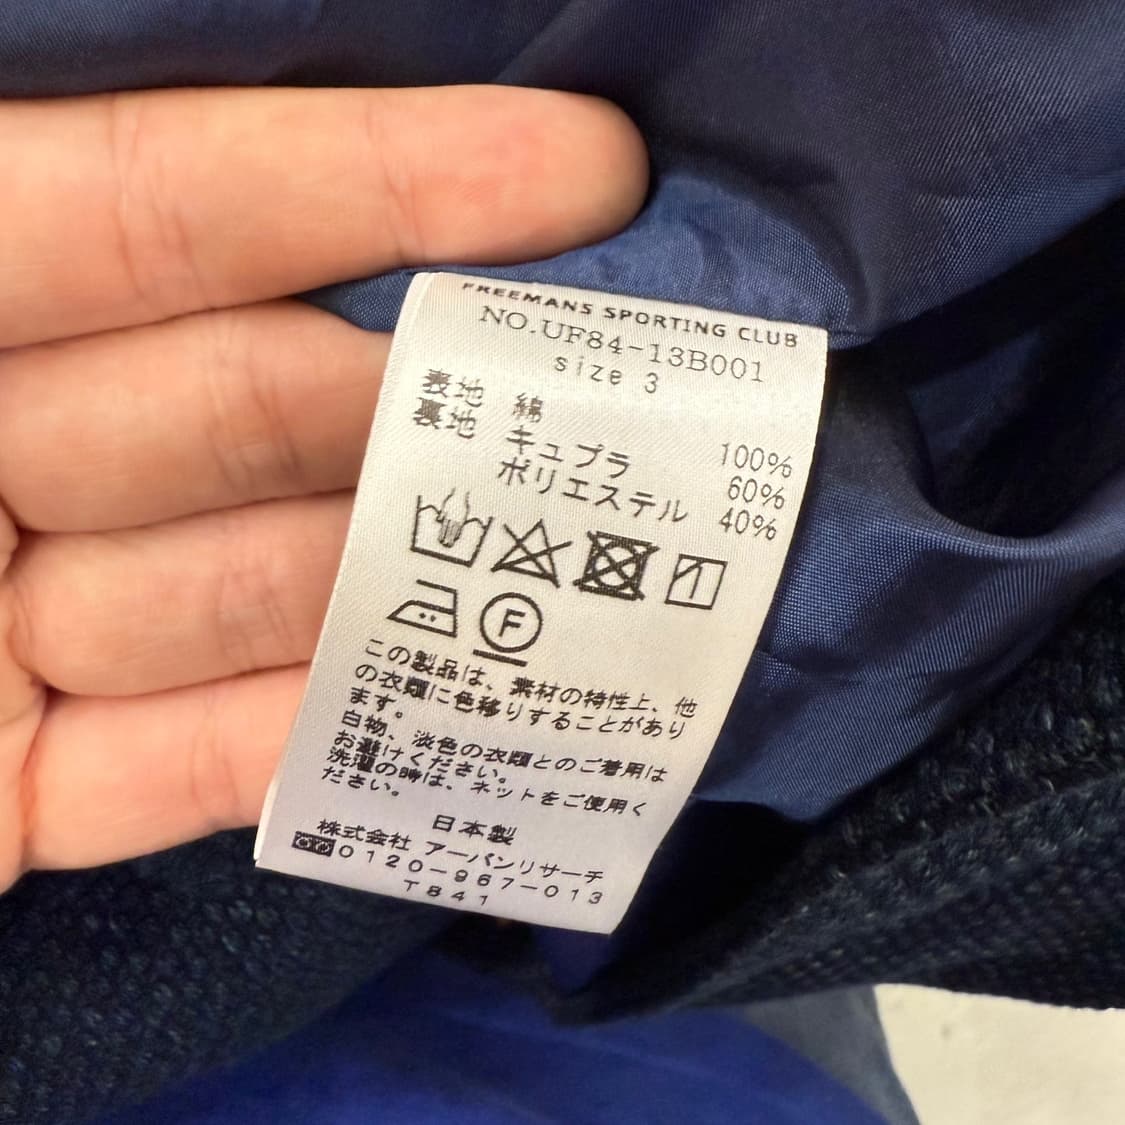 FREEMANS SPORTING CLUB
NO.UF84-13B001
size 3
表地 綿 100%
裏地 キュプラ 60%
ポリエステル 40%
F
この製品は、素材の特性上、他
の衣類に色移りすることがあり
ます。
白物、淡色の衣類とのご着用は
お避けください。
洗濯の時は、ネットをご使用く
ださい。
日本製
株式会社 アーバンリサーチ
0120-967-013
T841